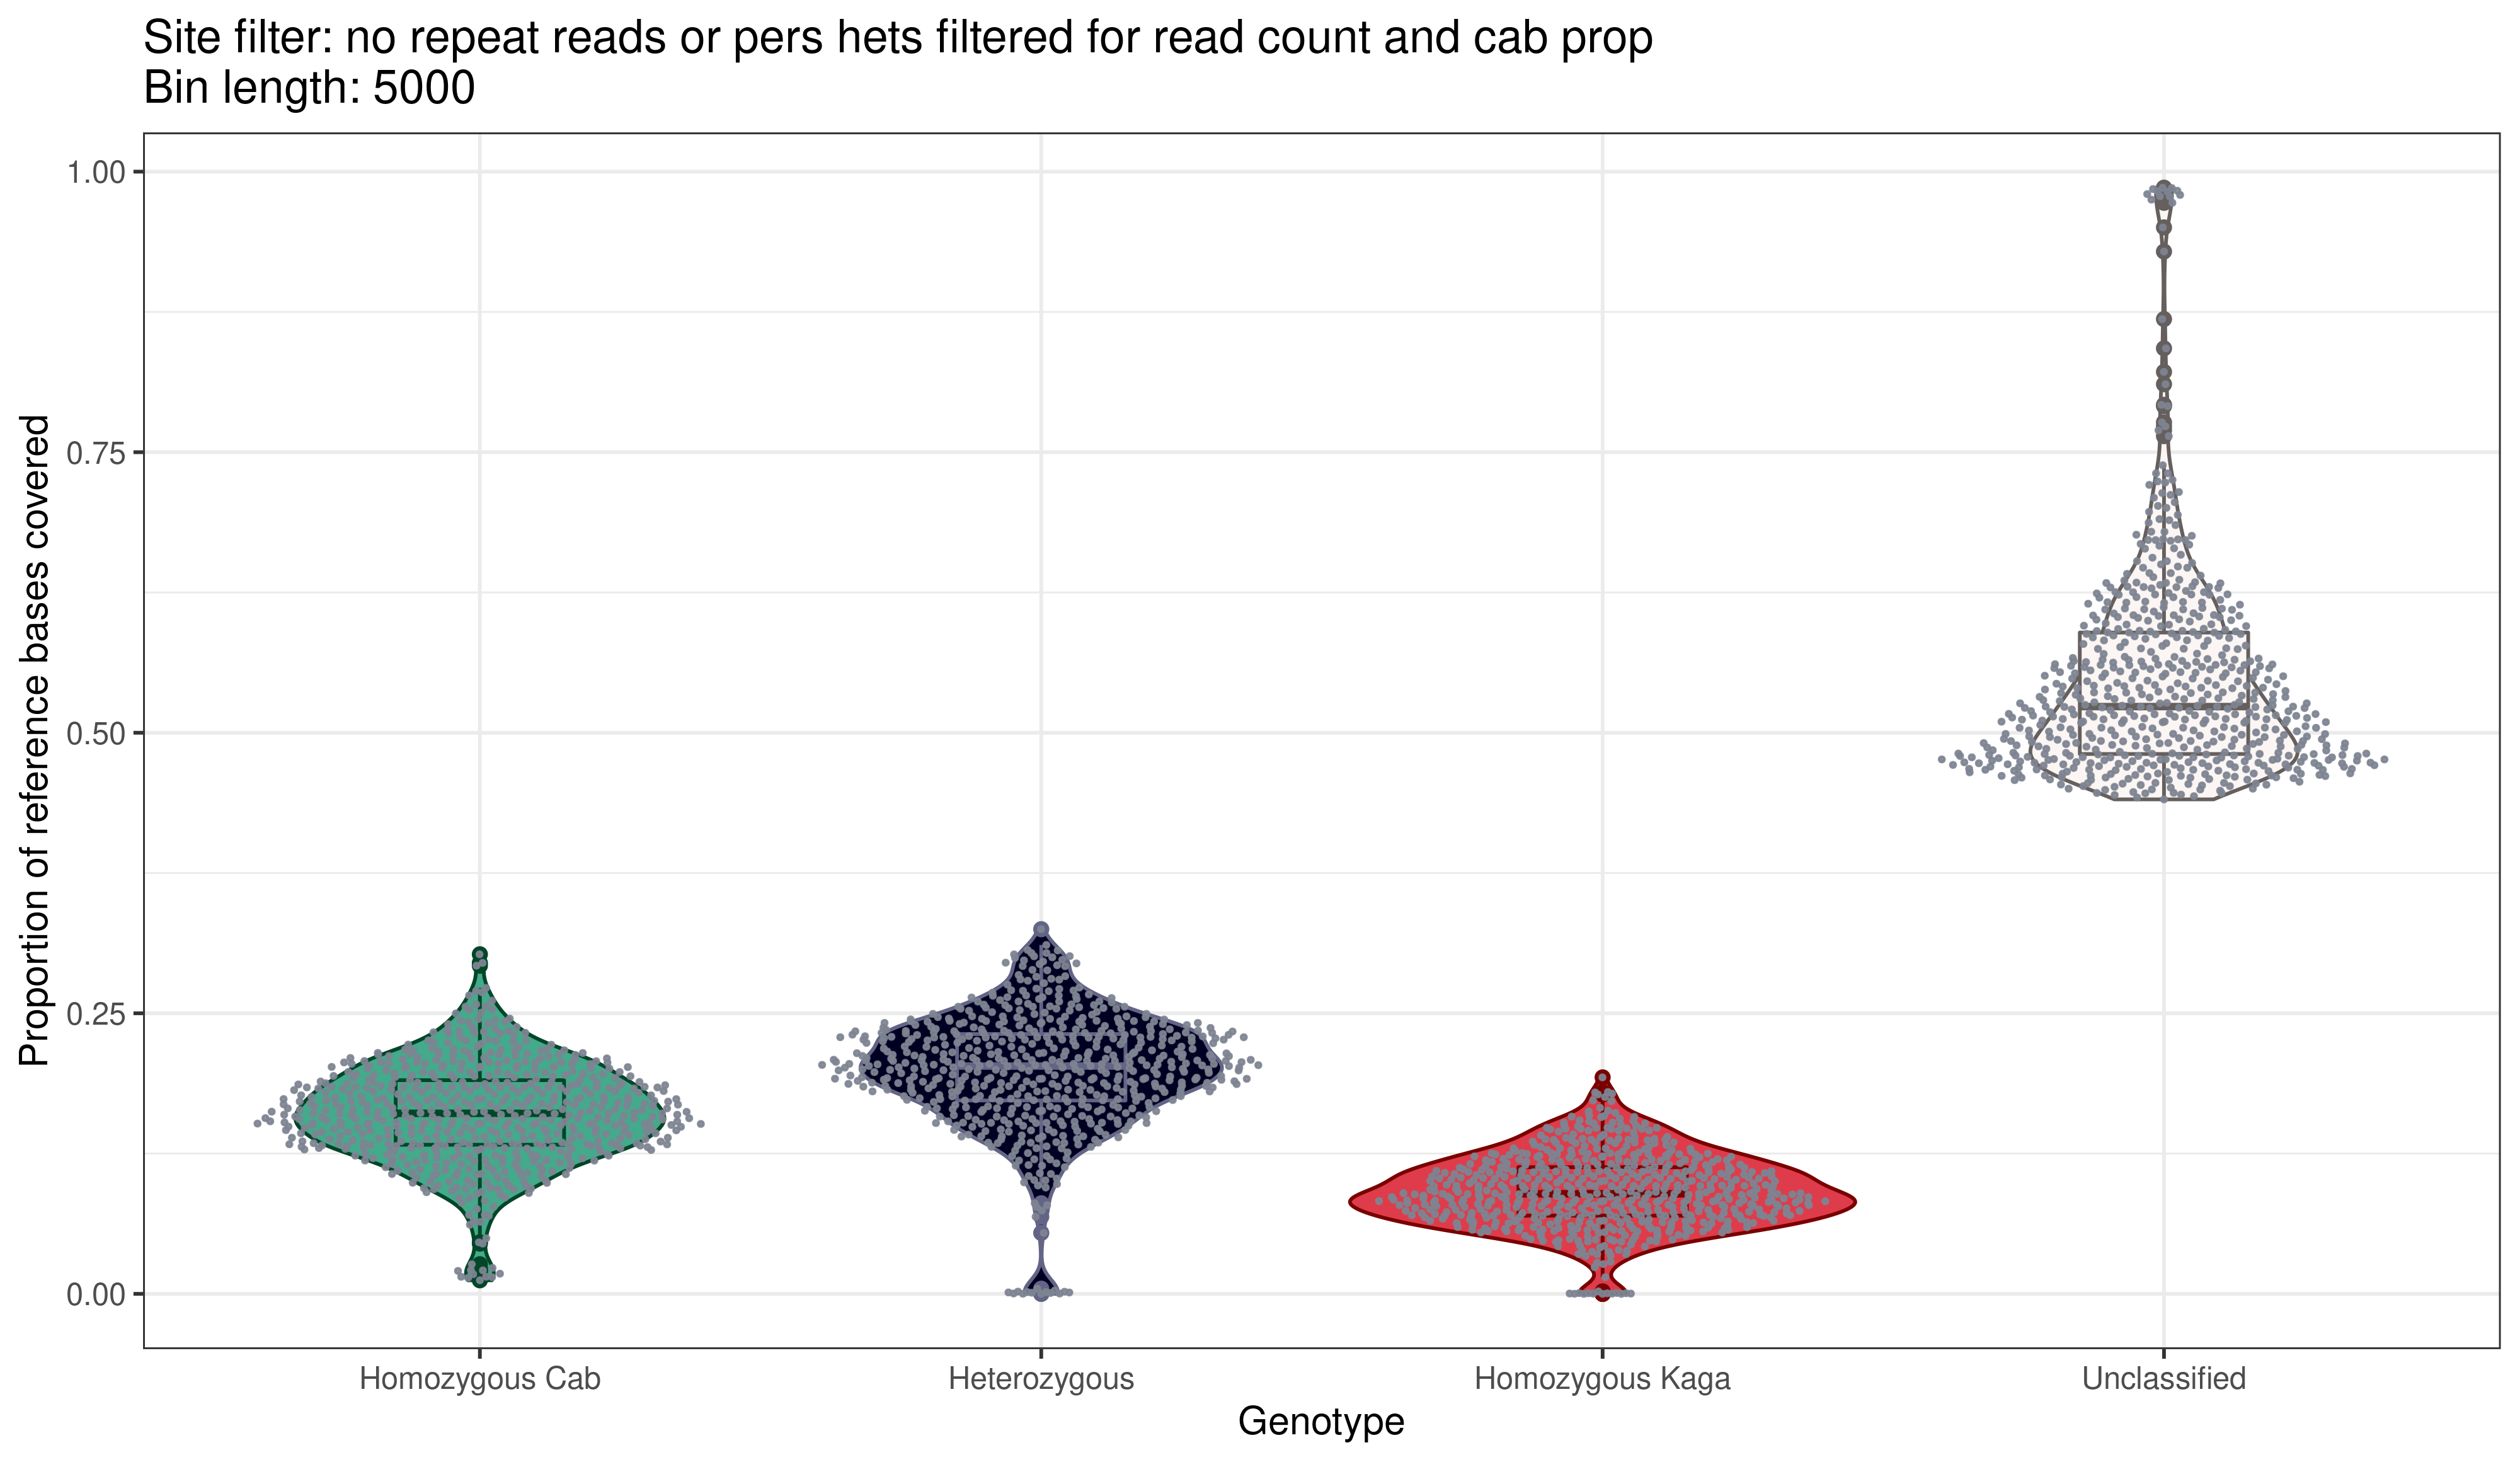 Site filter: no repeat reads or pers hets filtered for read count and cab prop
Bin length: 5000
Proportion of reference bases covered
1.00
0.75
0.50
0.25
0.00
Homozygous Cab
Heterozygous
Homozygous Kaga
Unclassified
Genotype